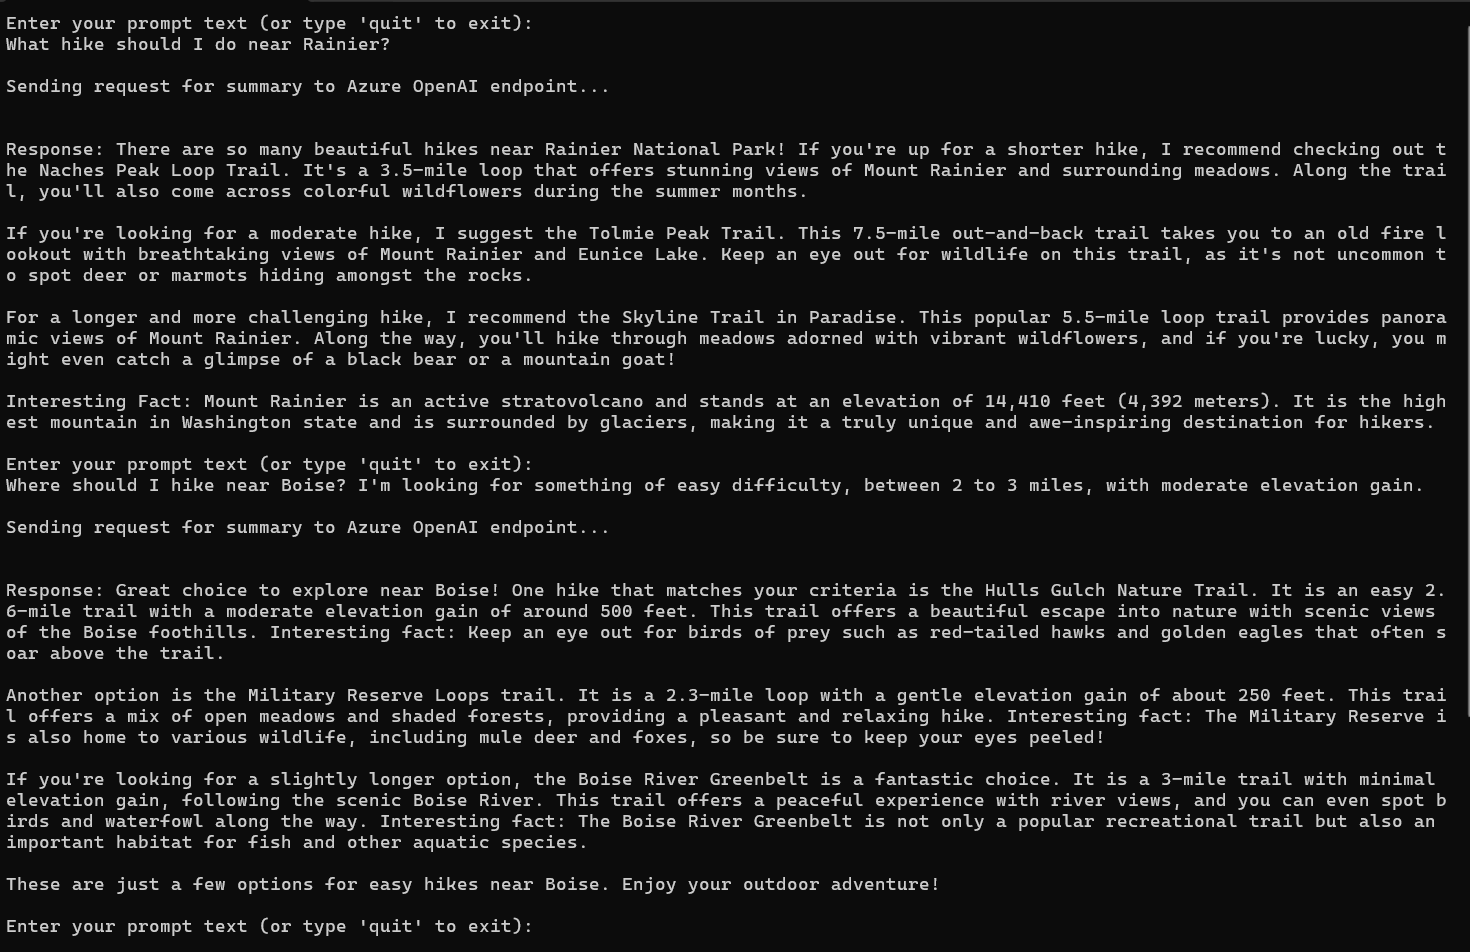 Enter your prompt text (or type 'quit' to exit):
What hike should I do near Rainier?
Sending request for summary to Azure OpenAI endpoint...
Response: There are so many beautiful hikes near Rainier National Park! If you're up for a shorter hike, I recommend checking out t
he Naches Peak Loop Trail. It's a 3.5-mile loop that offers stunning views of Mount Rainier and surrounding meadows. Along the trai
l, you'll also come across colorful wildflowers during the summer months.
If you're looking for a moderate hike, I suggest the Tolmie Peak Trail. This 7.5-mile out-and-back trail takes you to an old fire l
ookout with breathtaking views of Mount Rainier and Eunice Lake. Keep an eye out for wildlife on this trail, as it's not uncommon t
o spot deer or marmots hiding amongst the rocks.
For a longer and more challenging hike, I recommend the Skyline Trail in Paradise. This popular 5.5-mile loop trail provides panora
mic views of Mount Rainier. Along the way, you'll hike through meadows adorned with vibrant wildflowers, and if you're lucky, you m
ight even catch a glimpse of a black bear or a mountain goat!
Interesting Fact: Mount Rainier is an active stratovolcano and stands at an elevation of 14,410 feet (4,392 meters). It is the high
est mountain in Washington state and is surrounded by glaciers, making it a truly unique and awe-inspiring destination for hikers.
Enter your prompt text (or type 'quit' to exit):
Where should I hike near Boise? I'm looking for something of easy difficulty, between 2 to 3 miles, with moderate elevation gain.
Sending request for summary to Azure OpenAI endpoint...
Response: Great choice to explore near Boise! One hike that matches your criteria is the Hulls Gulch Nature Trail. It is an easy 2.
6-mile trail with a moderate elevation gain of around 500 feet. This trail offers a beautiful escape into nature with scenic views
of the Boise foothills. Interesting fact: Keep an eye out for birds of prey such as red-tailed hawks and golden eagles that often s
oar above the trail.
Another option is the Military Reserve Loops trail. It is a 2.3-mile loop with a gentle elevation gain of about 250 feet. This trai
l offers a mix of open meadows and shaded forests, providing a pleasant and relaxing hike. Interesting fact: The Military Reserve i
s also home to various wildlife, including mule deer and foxes, so be sure to keep your eyes peeled!
If you're looking for a slightly longer option, the Boise River Greenbelt is a fantastic choice. It is a 3-mile trail with minimal
elevation gain, following the scenic Boise River. This trail offers a peaceful experience with river views, and you can even spot b
irds and waterfowl along the way. Interesting fact: The Boise River Greenbelt is not only a popular recreational trail but also an
important habitat for fish and other aquatic species.
These are just a few options for easy hikes near Boise. Enjoy your outdoor adventure!
Enter your prompt text (or type 'quit' to exit):